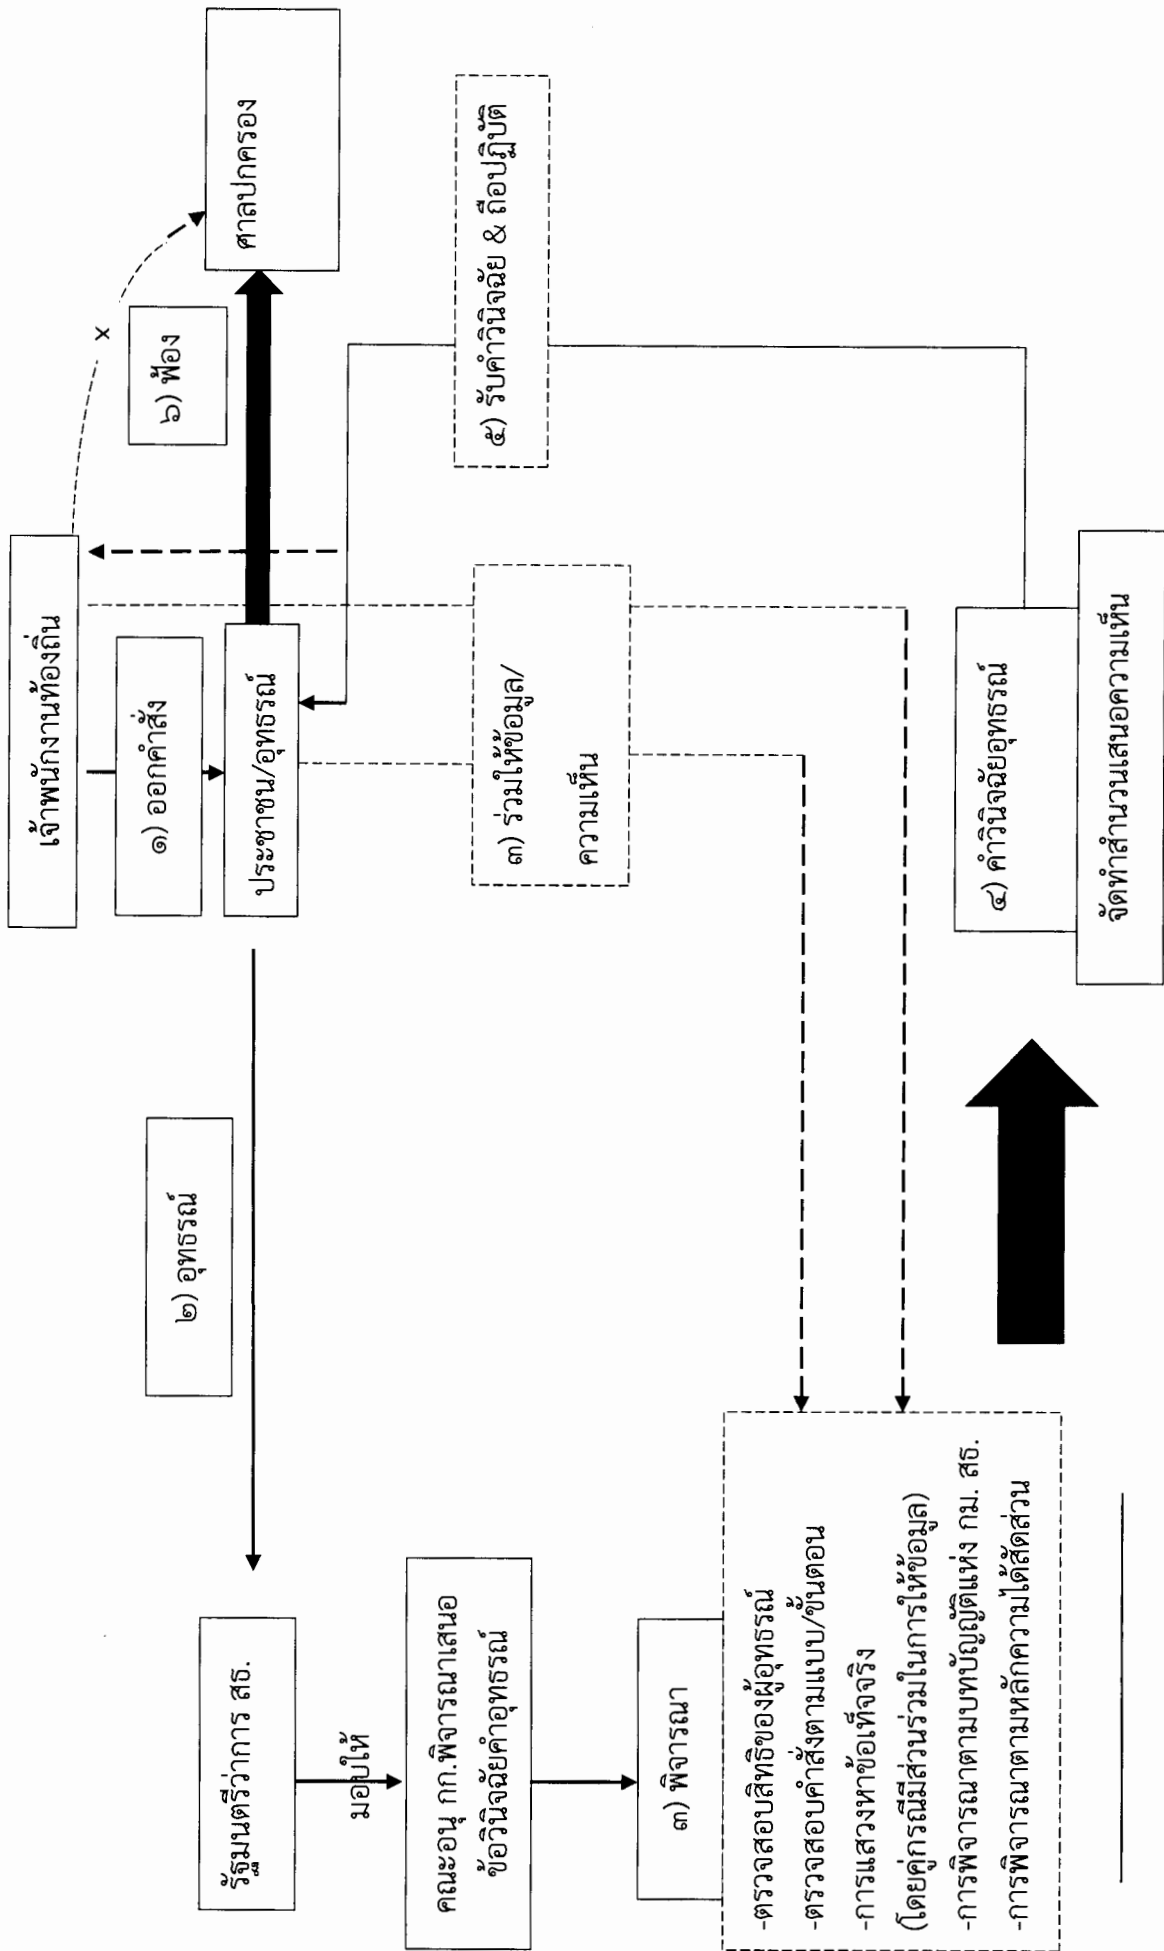 เจ้าพนักงานท้องถิ่น
๑) ออกคำสั่ง
ประชาชน/อุทธรณ์
๖) ฟ้อง
x
ศาลปกครอง
๒) อุทธรณ์
รัฐมนตรีว่าการ สธ.
มอบให้
คณะอนุ กก.พิจารณาเสนอ
ข้อวินิจฉัยคำอุทธรณ์
๓) พิจารณา
-ตรวจสอบสิทธิของผู้อุทธรณ์
-ตรวจสอบคำสั่งตามแบบ/ขั้นตอน
-การแสวงหาข้อเท็จจริง
(โดยคู่กรณีมีส่วนร่วมในการให้ข้อมูล)
-การพิจารณาตามบทบัญญัติแห่ง กม. สธ.
-การพิจารณาตามหลักความได้สัดส่วน
๓) ร่วมให้ข้อมูล/
ความเห็น
๔) คำวินิจฉัยอุทธรณ์
จัดทำสำนวนเสนอความเห็น
๕) รับคำวินิจฉัย & ถือปฏิบัติ